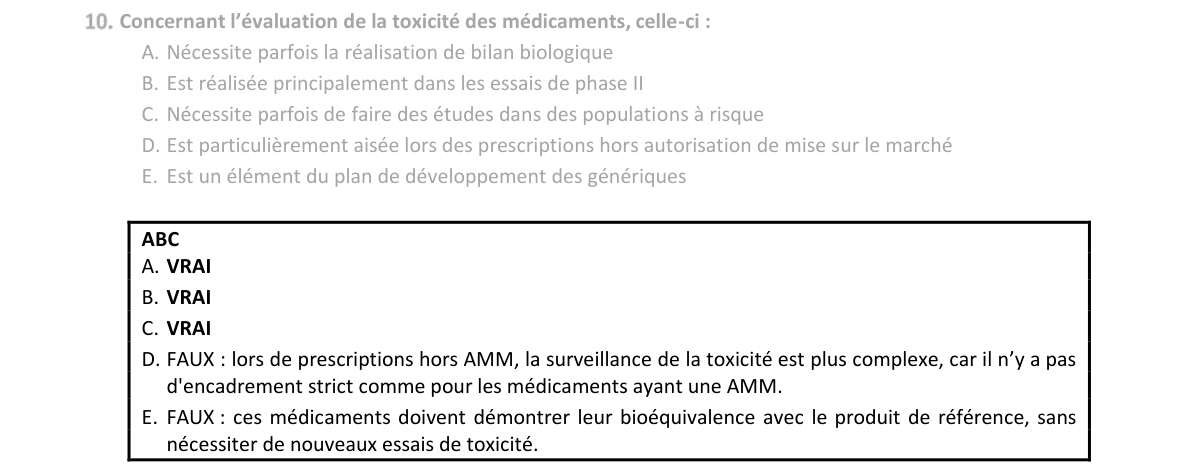 10. Concernant l’évaluation de la toxicité des médicaments, celle-ci :
A. Nécessite parfois la réalisation de bilan biologique
B. Est réalisée principalement dans les essais de phase II
C. Nécessite parfois de faire des études dans des populations à risque
D. Est particulièrement aisée lors des prescriptions hors autorisation de mise sur le marché
E. Est un élément du plan de développement des génériques
ABC
A. VRAI
B. VRAI
C. VRAI
D. FAUX : lors de prescriptions hors AMM, la surveillance de la toxicité est plus complexe, car il n’y a pas
d'encadrement strict comme pour les médicaments ayant une AMM.
E. FAUX : ces médicaments doivent démontrer leur bioéquivalence avec le produit de référence, sans
nécessiter de nouveaux essais de toxicité.